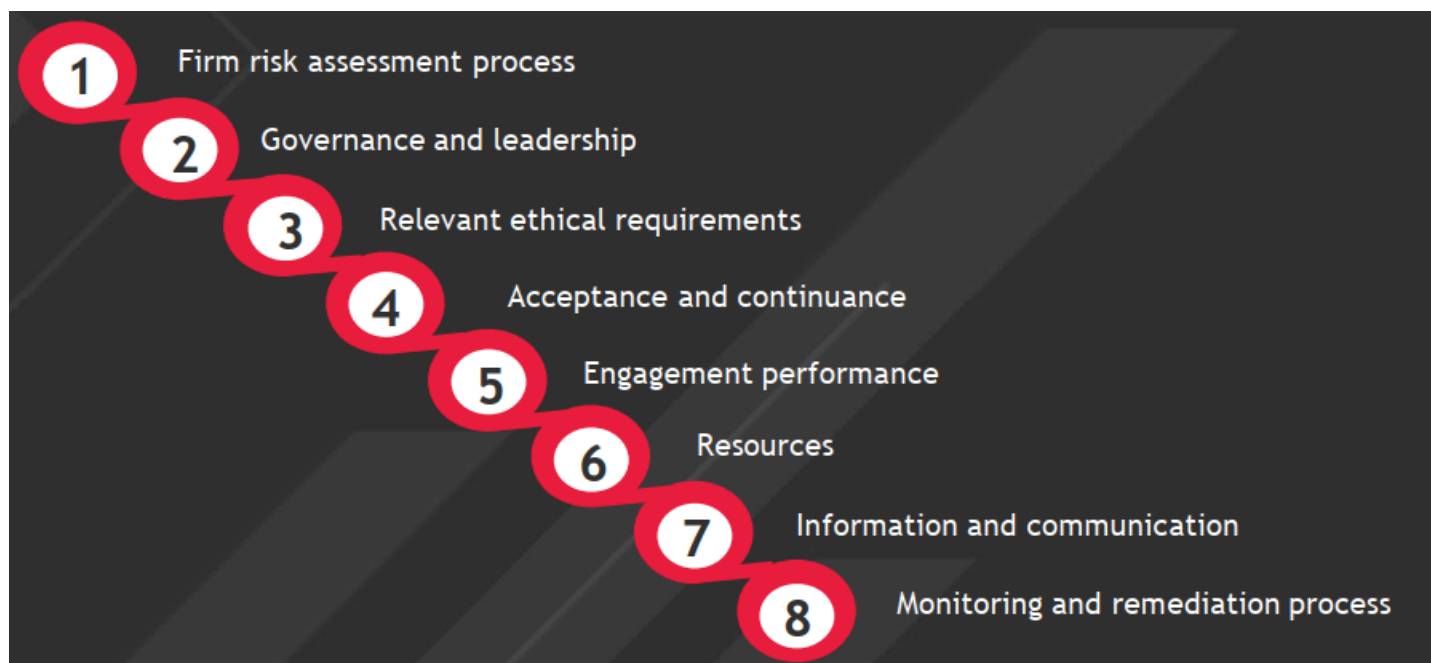 1 Firm risk assessment process
2 Governance and leadership
3 Relevant ethical requirements
4 Acceptance and continuance
5 Engagement performance
6 Resources
7 Information and communication
8 Monitoring and remediation process